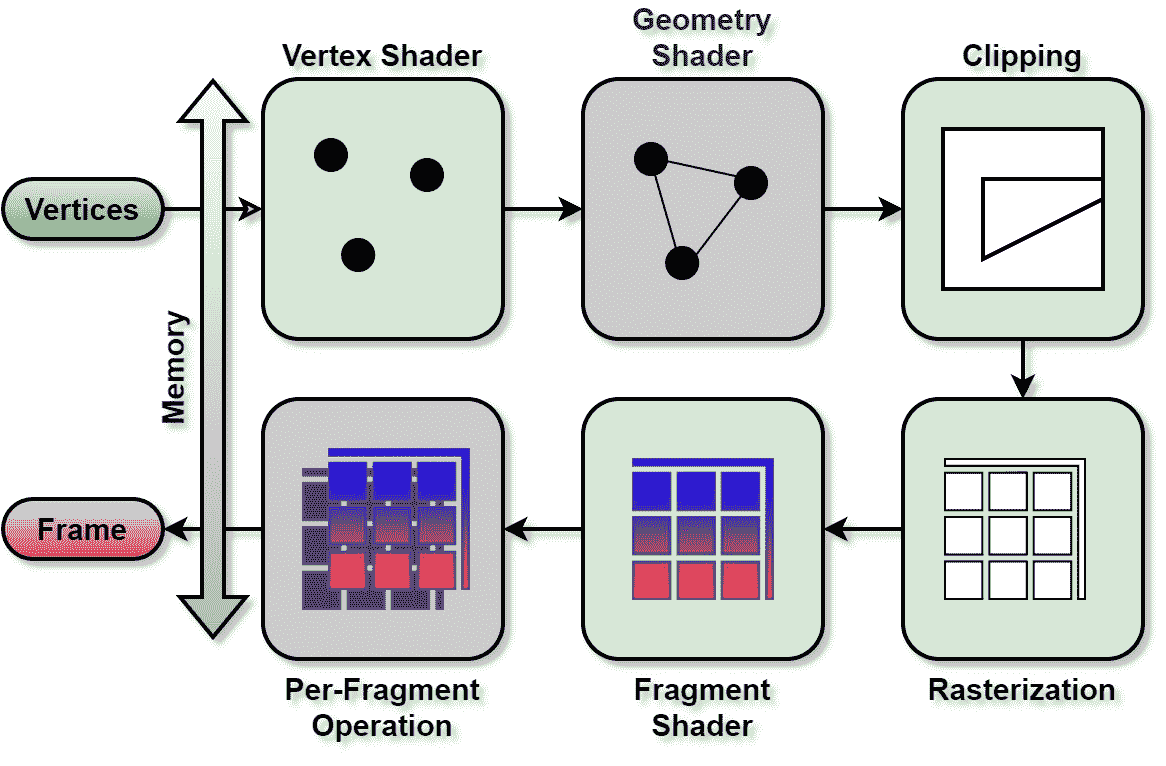 Geometry
Shader
Vertex Shader
Clipping
Vertices
Memory
Frame
Per-Fragment
Operation
Fragment
Shader
Rasterization